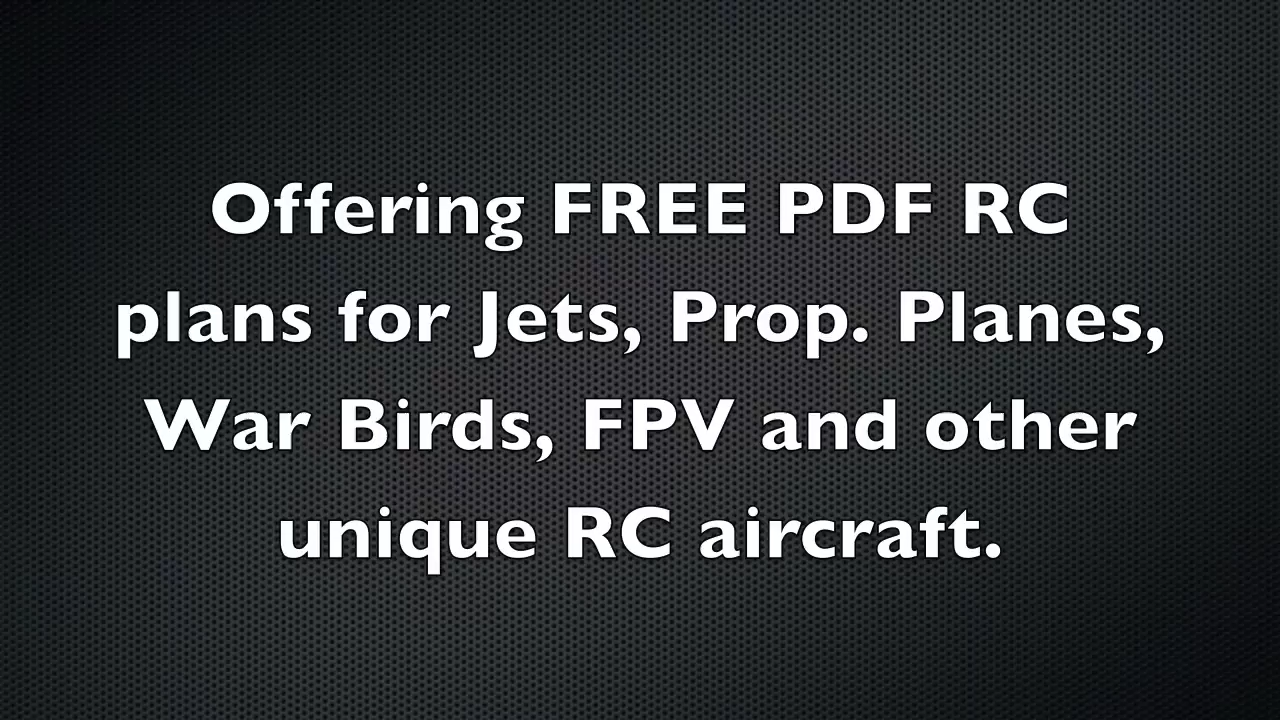 Offering FREE PDF RC
plans for Jets, Prop. Planes,
War Birds, FPV and other
unique RC aircraft.